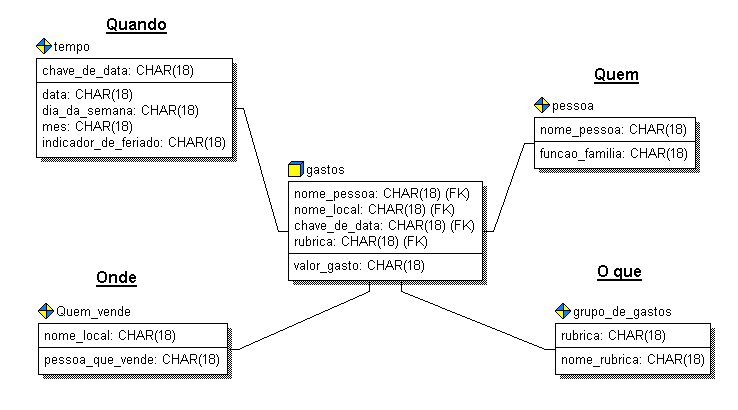 Quando
tempo
chave_de_data: CHAR(18)
data: CHAR(18)
dia_da_semana: CHAR(18)
mes: CHAR(18)
indicador_de_feriado: CHAR(18)
Quem
pessoa
nome_pessoa: CHAR(18)
funcao_familia: CHAR(18)
gastos
nome_pessoa: CHAR(18) (FK)
nome_local: CHAR(18) (FK)
chave_de_data: CHAR(18) (FK)
rubrica: CHAR(18) (FK)
valor_gasto: CHAR(18)
Onde
Quem_vende
nome_local: CHAR(18)
pessoa_que_vende: CHAR(18)
O que
grupo_de_gastos
rubrica: CHAR(18)
nome_rubrica: CHAR(18)